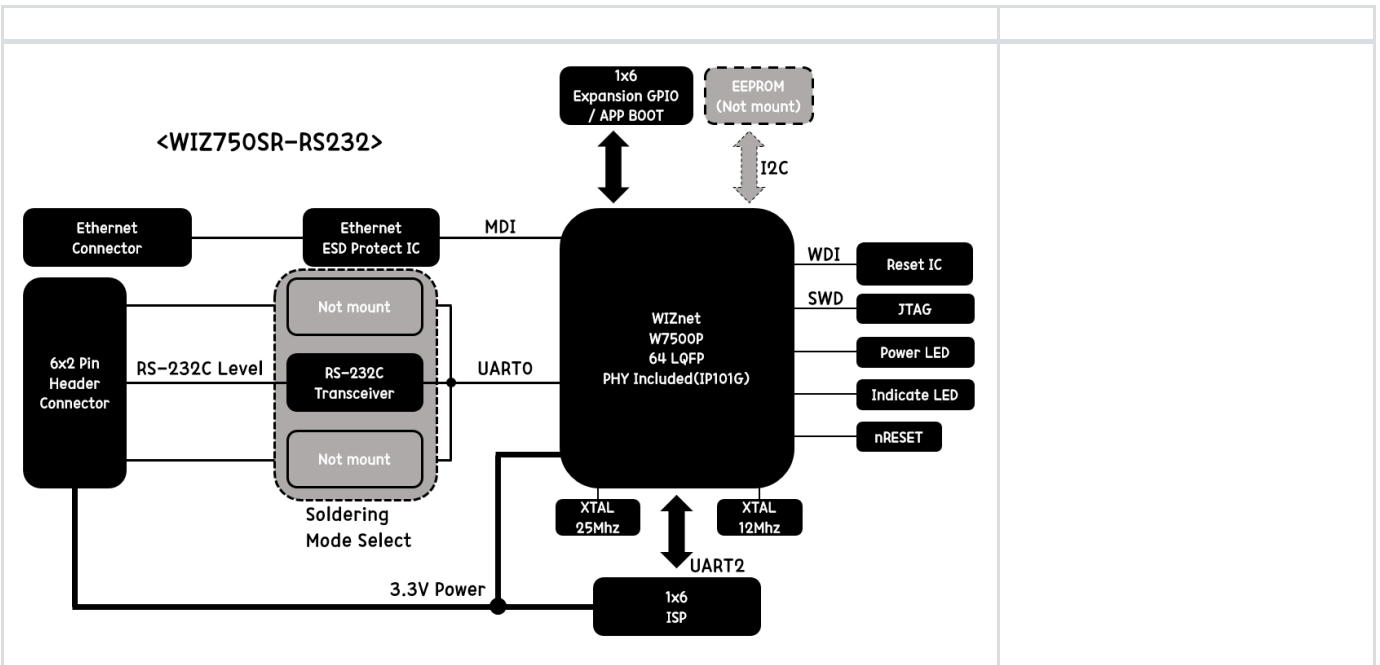 1x6
Expansion GPIO
/ APP BOOT
EEPROM
(Not mount)
<WIZ750SR-RS232>
I2C
Ethernet
Connector
Ethernet
ESD Protect IC
MDI
WDI
Reset IC
SWD
JTAG
Not mount
WIZnet
W7500P
64 LQFP
PHY Included(IP101G)
6x2 Pin
Header
Connector
RS-232C Level
RS-232C
Transceiver
UART0
Power LED
Indicate LED
nRESET
Not mount
Soldering
Mode Select
XTAL
25Mhz
XTAL
12Mhz
UART2
3.3V Power
1x6
ISP